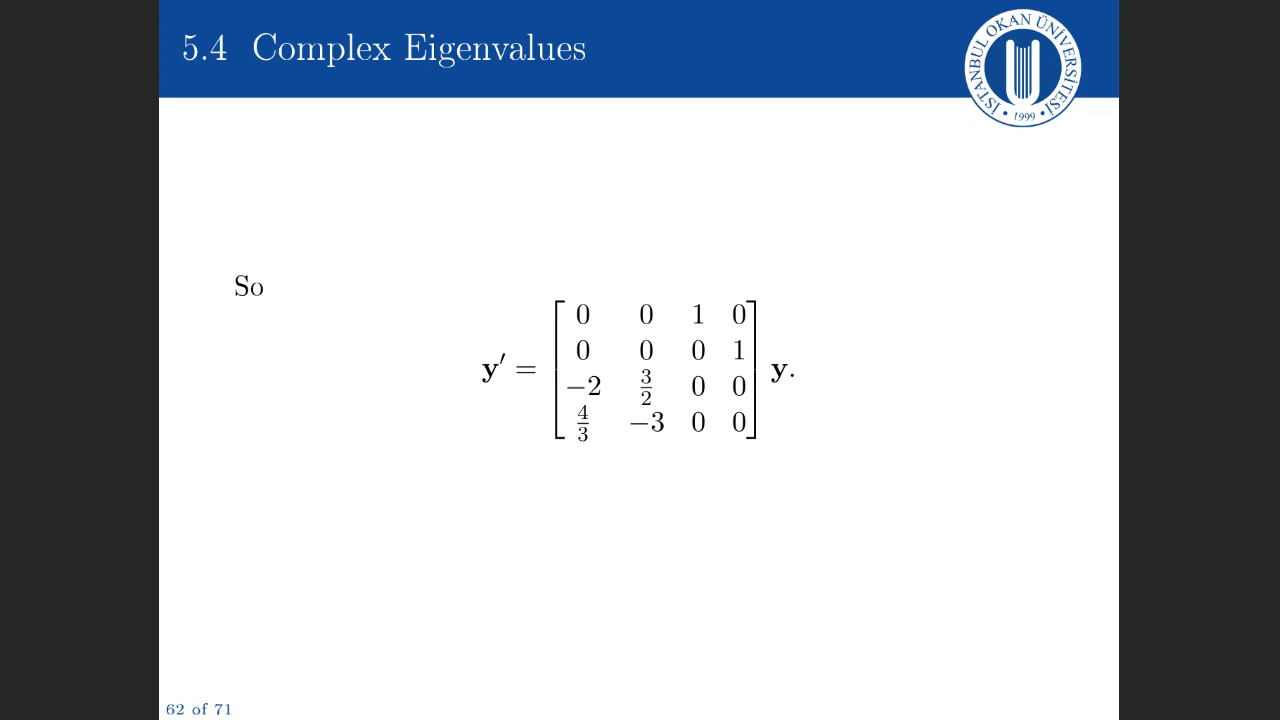 5.4 Complex Eigenvalues
İSTANBUL OKAN ÜNİVERSİTESİ
• 1999 •
So
y′ = [0 0 1 0
0 0 0 1
−2 3/2 0 0
4/3 −3 0 0] y.
62 of 71